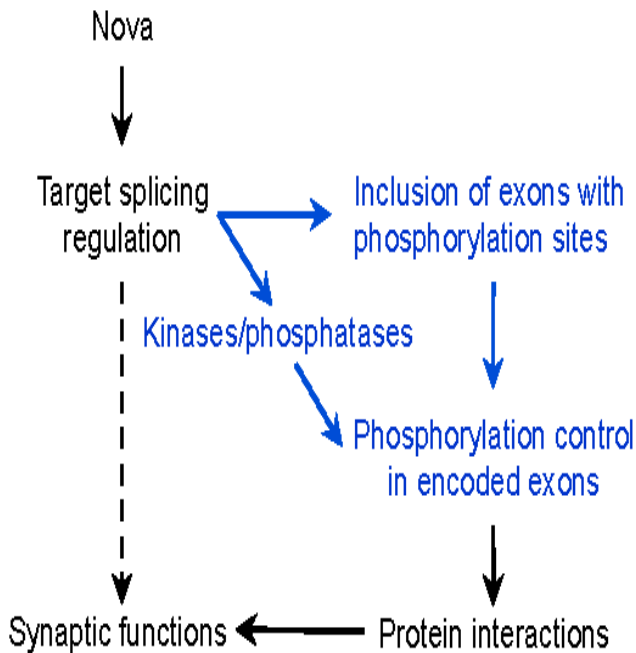 Nova
Target splicing
regulation
Inclusion of exons with
phosphorylation sites
Kinases/phosphatases
Phosphorylation control
in encoded exons
Synaptic functions
Protein interactions